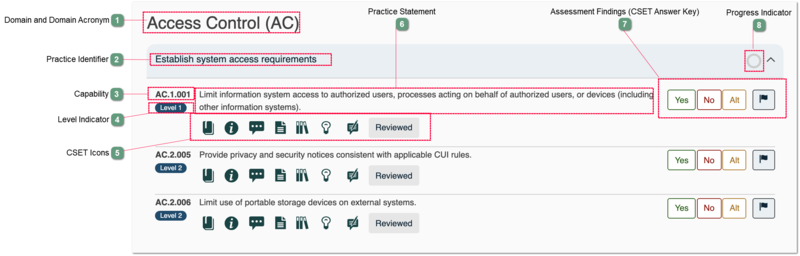 Practice Statement
Assessment Findings (CSET Answer Key)
Progress Indicator
6
7
8
Domain and Domain Acronym 1
Access Control (AC)
Practice Identifier 2
Establish system access requirements
Capability 3
AC.1.001
Limit information system access to authorized users, processes acting on behalf of authorized users, or devices (including
other information systems).
Yes No Alt
Level Indicator 4
Level 1
CSET Icons 5
Reviewed
AC.2.005
Provide privacy and security notices consistent with applicable CUI rules.
Yes No Alt
Level 2
Reviewed
AC.2.006
Limit use of portable storage devices on external systems.
Yes No Alt
Level 2
Reviewed